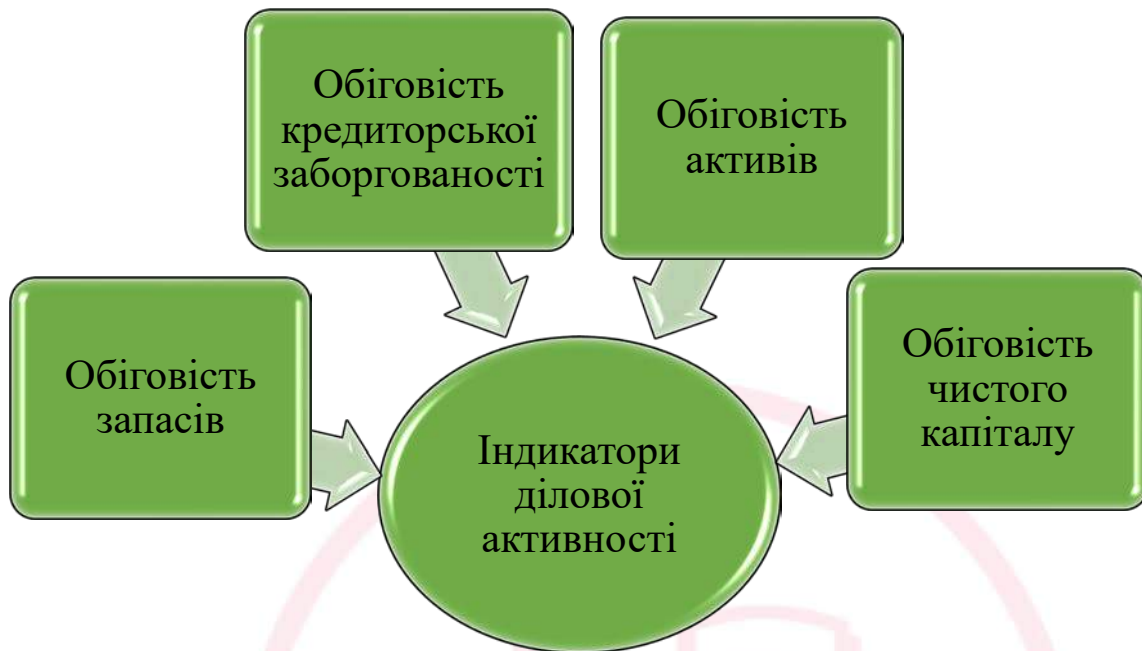 Обіговість
кредиторської
заборгованості
Обіговість
активів
Обіговість
запасів
Обіговість
чистого
капіталу
Індикатори
ділової
активності